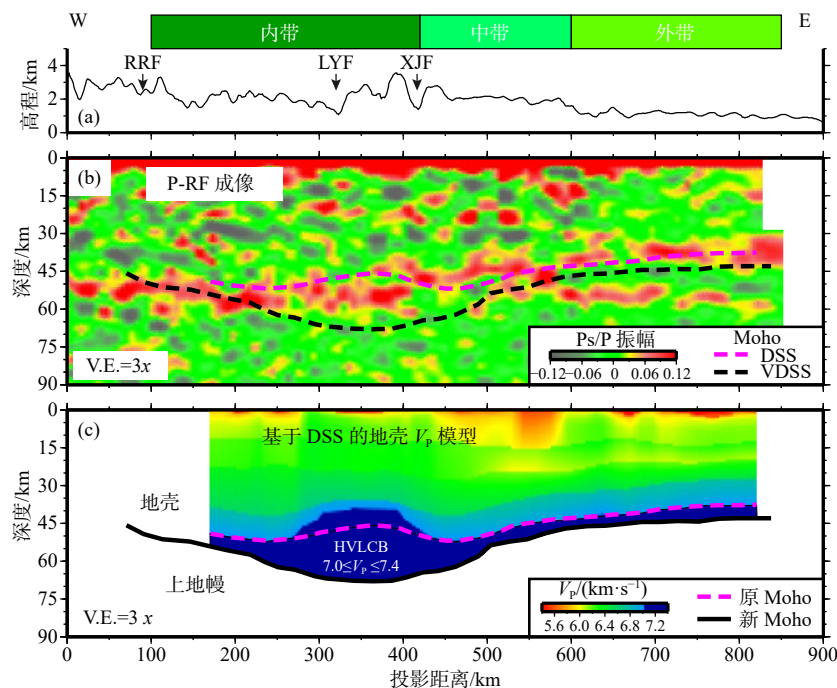 W
E
内带
中带
外带
高程/km
4
2
0
RRF
LYF
XJF
(a)
深度/km
0
15
30
45
60
75
90
(b)
P-RF 成像
V.E.=3x
Ps/P 振幅
−0.12
−0.06
0
0.06
0.12
Moho
DSS
VDSS
深度/km
0
15
30
45
60
75
90
(c)
基于 DSS 的地壳 VP 模型
地壳
HVLCB
7.0≤VP ≤7.4
上地幔
V.E.=3 x
VP/(km·s−1)
5.6 6.0 6.4 6.8 7.2
原 Moho
新 Moho
0 100 200 300 400 500 600 700 800 900
投影距离/km